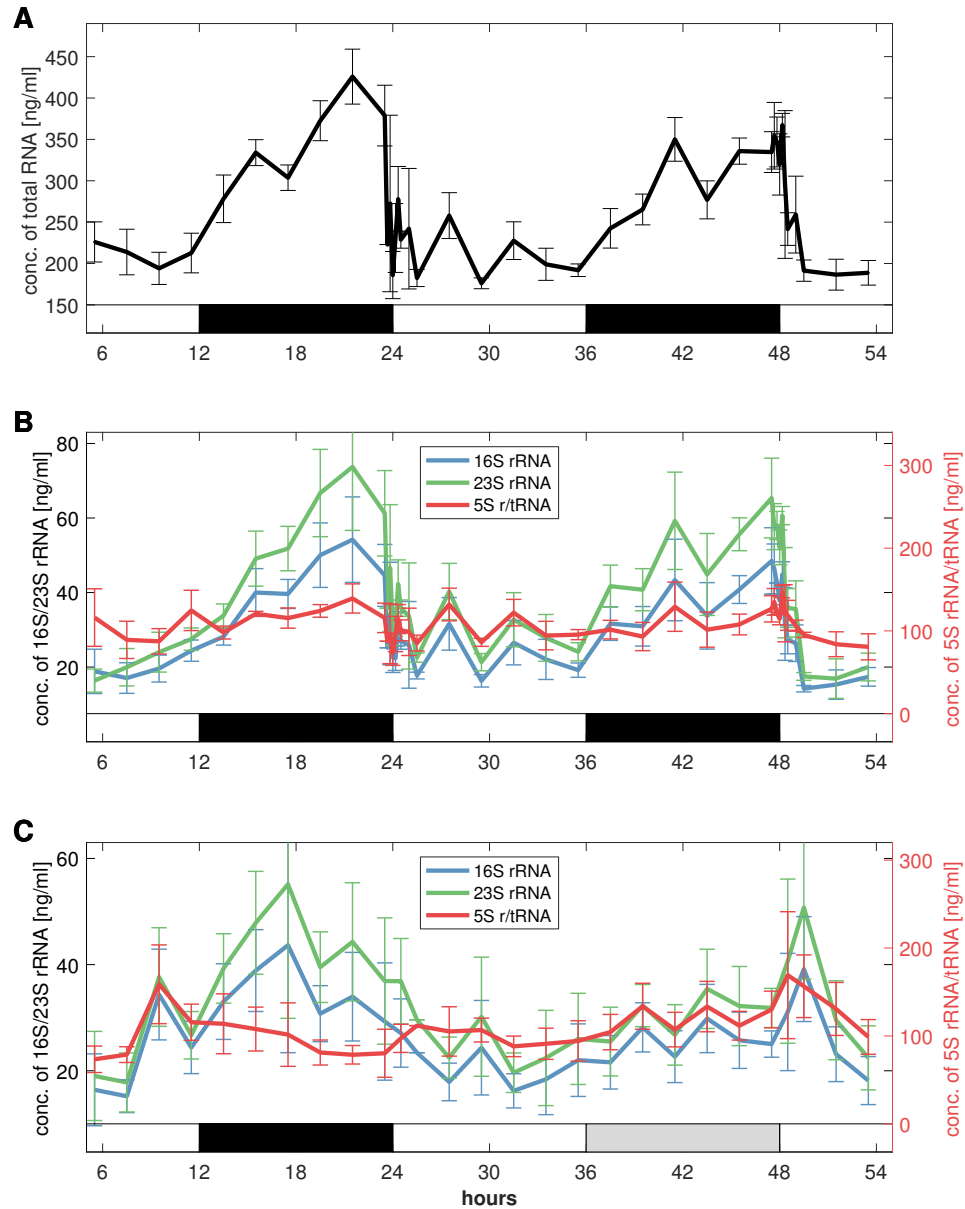 A
conc. of total RNA [ng/ml]
450
400
350
300
250
200
150
6 12 18 24 30 36 42 48 54
B
conc. of 16S/23S rRNA [ng/ml]
80
60
40
20
16S rRNA
23S rRNA
5S r/tRNA
300
200
100
0
conc. of 5S rRNA/tRNA [ng/ml]
6 12 18 24 30 36 42 48 54
C
conc. of 16S/23S rRNA [ng/ml]
60
40
20
16S rRNA
23S rRNA
5S r/tRNA
300
200
100
0
conc. of 5S rRNA/tRNA [ng/ml]
6 12 18 24 30 36 42 48 54
hours